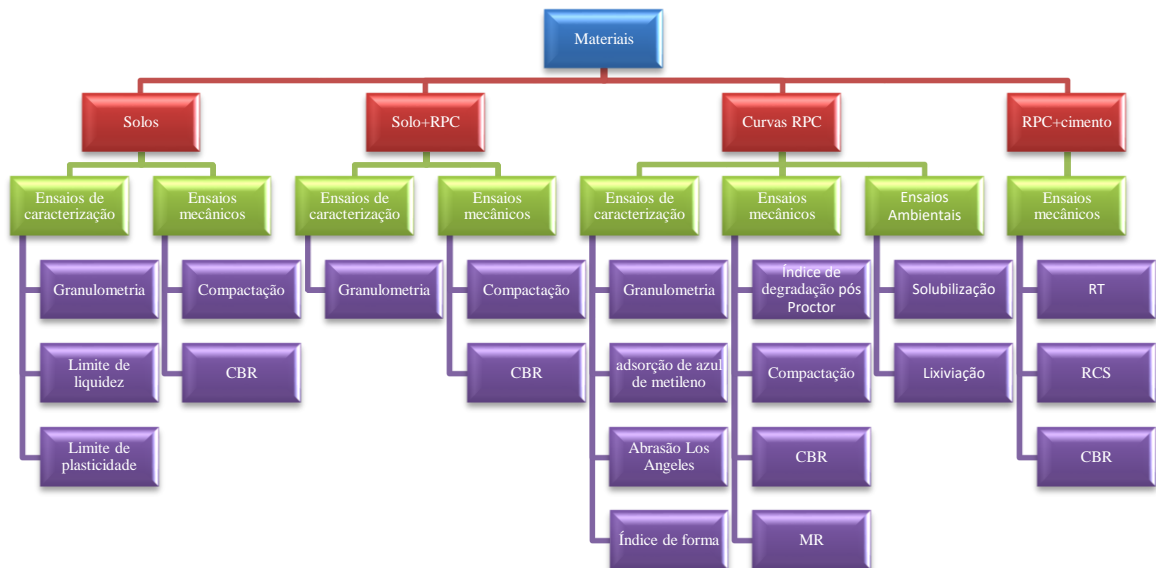 Materiais
Solos
Solo+RPC
Curvas RPC
RPC+cimento
Ensaios de
caracterização
Ensaios
mecânicos
Ensaios de
caracterização
Ensaios
mecânicos
Ensaios de
caracterização
Ensaios
mecânicos
Ensaios
Ambientais
Ensaios
mecânicos
Granulometria
Limite de
liquidez
Limite de
plasticidade
Compactação
CBR
Granulometria
Compactação
CBR
Granulometria
adsorção de azul
de metileno
Abrasão Los
Angeles
Índice de forma
Índice de
degradação pós
Proctor
Compactação
CBR
MR
Solubilização
Lixiviação
RT
RCS
CBR